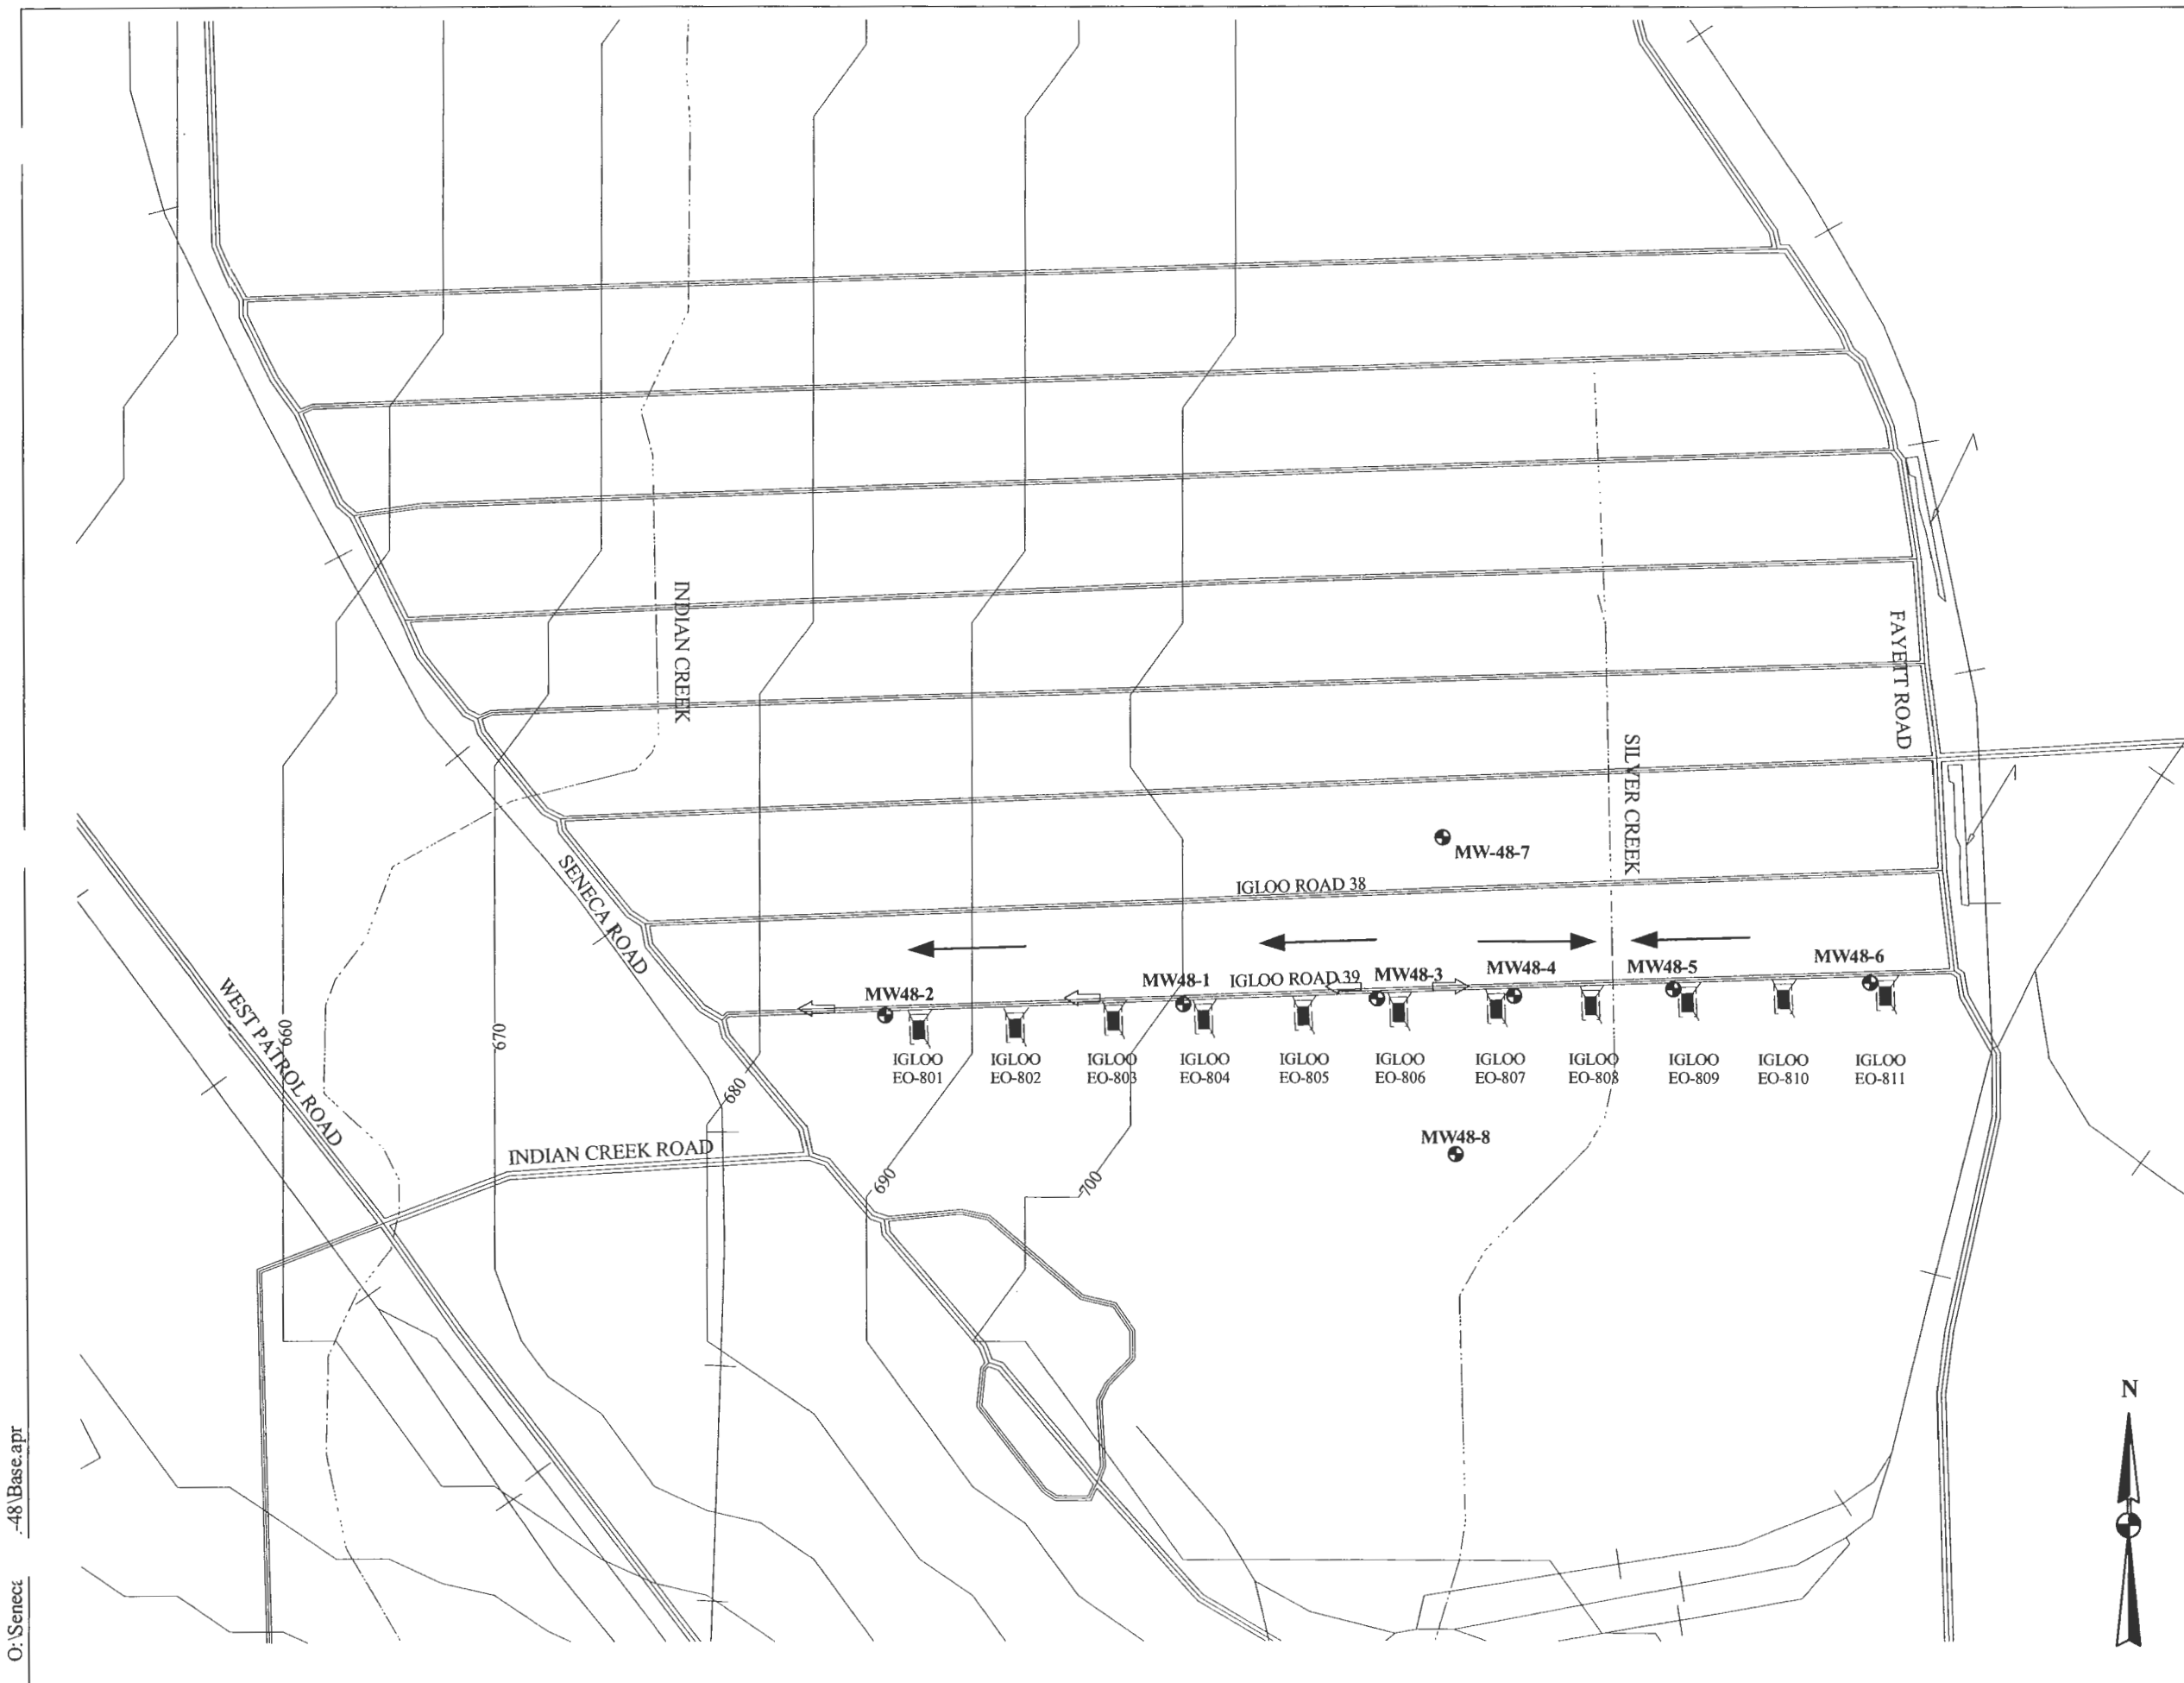 INDIAN CREEK
FAYETT ROAD
SILVER CREEK
MW-48-7
SENECA ROAD
IGLOO ROAD 38
WEST PATROL ROAD
MW48-2
MW48-1
IGLOO ROAD 39
MW48-3
MW48-4
MW48-5
MW48-6
660
670
680
690
700
IGLOO
EO-801
IGLOO
EO-802
IGLOO
EO-803
IGLOO
EO-804
IGLOO
EO-805
IGLOO
EO-806
IGLOO
EO-807
IGLOO
EO-808
IGLOO
EO-809
IGLOO
EO-810
IGLOO
EO-811
INDIAN CREEK ROAD
MW48-8
N
O:\Senec
-48\Base.apr